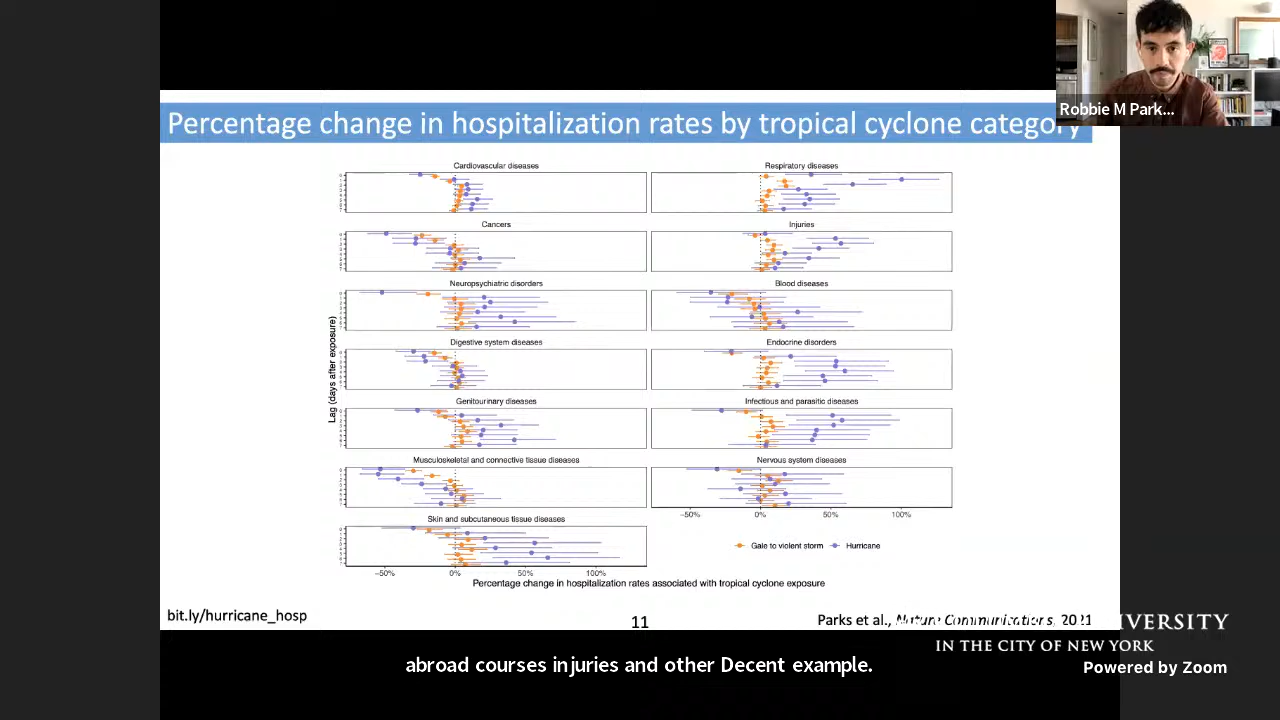 Robbie M Park...
Percentage change in hospitalization rates by tropical cyclone category
Cardiovascular diseases
Respiratory diseases
Cancers
Injuries
Neuropsychiatric disorders
Blood diseases
Digestive system diseases
Endocrine disorders
Lag (days after exposure)
Genitourinary diseases
Infectious and parasitic diseases
Musculoskeletal and connective tissue diseases
Nervous system diseases
−50% 0% 50% 100%
Skin and subcutaneous tissue diseases
Gale to violent storm Hurricane
−50% 0% 50% 100%
Percentage change in hospitalization rates associated with tropical cyclone exposure
bit.ly/hurricane_hosp
11
Parks et al., Nature Communications, 2021
IVERSITY
IN THE CITY OF NEW YORK
abroad courses injuries and other Decent example.
Powered by Zoom